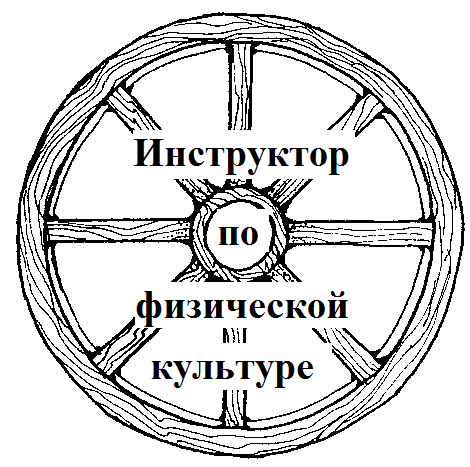 Инструктор
по
физической
культуре